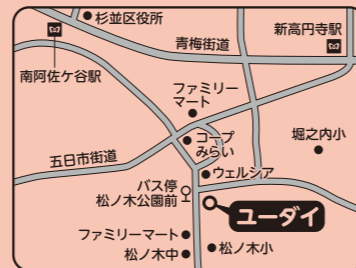 杉並区役所
青梅街道
新高円寺駅
南阿佐ケ谷駅
ファミリー
マート
コープ
みらい
堀之内小
五日市街道
ウェルシア
バス停
松ノ木公園前
ユーダイ
ファミリーマート
松ノ木小
松ノ木中